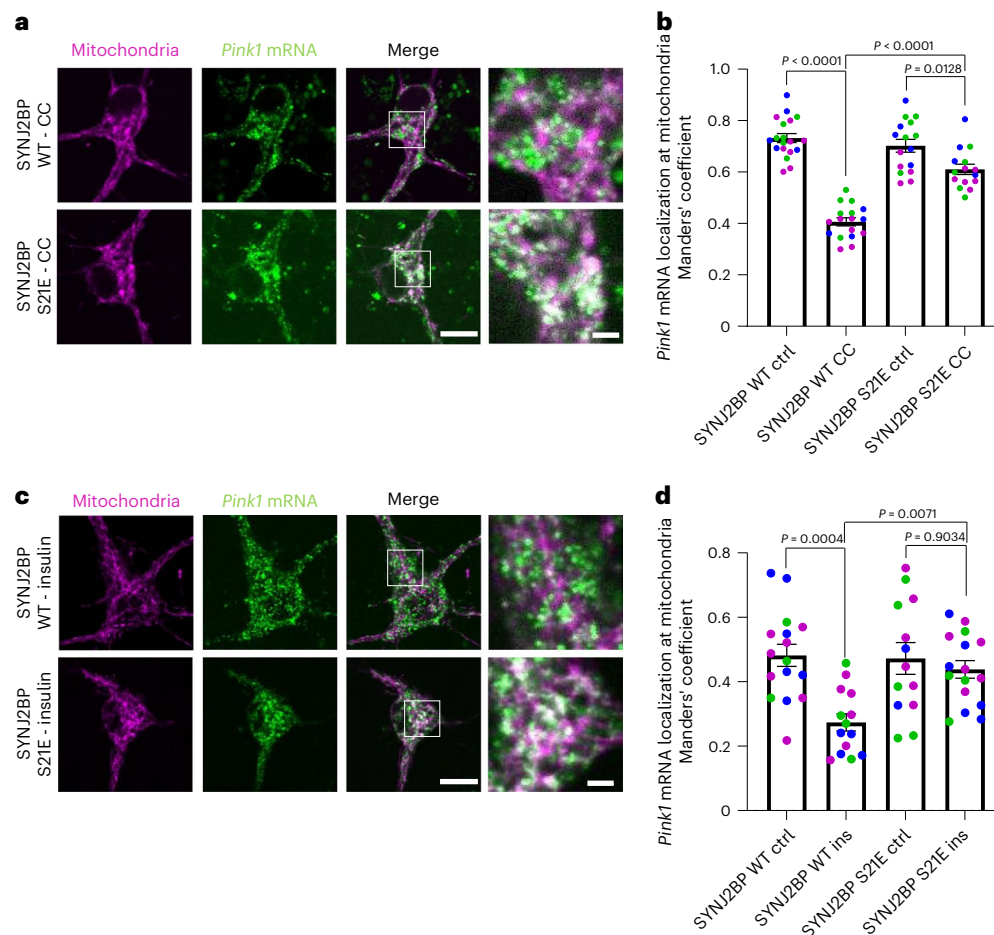 a
Mitochondria
Pink1 mRNA
Merge
SYNJ2BP
WT - CC
SYNJ2BP
S21E - CC
b
Pink1 mRNA localization at mitochondria
Manders' coefficient
1.0
0.8
0.6
0.4
0.2
0
P < 0.0001
P < 0.0001
P = 0.0128
SYNJ2BP WT ctrl
SYNJ2BP WT CC
SYNJ2BP S21E ctrl
SYNJ2BP S21E CC
c
Mitochondria
Pink1 mRNA
Merge
SYNJ2BP
WT - insulin
SYNJ2BP
S21E - insulin
d
Pink1 mRNA localization at mitochondria
Manders' coefficient
0.8
0.6
0.4
0.2
0
P = 0.0071
P = 0.0004
P = 0.9034
SYNJ2BP WT ctrl
SYNJ2BP WT ins
SYNJ2BP S21E ctrl
SYNJ2BP S21E ins